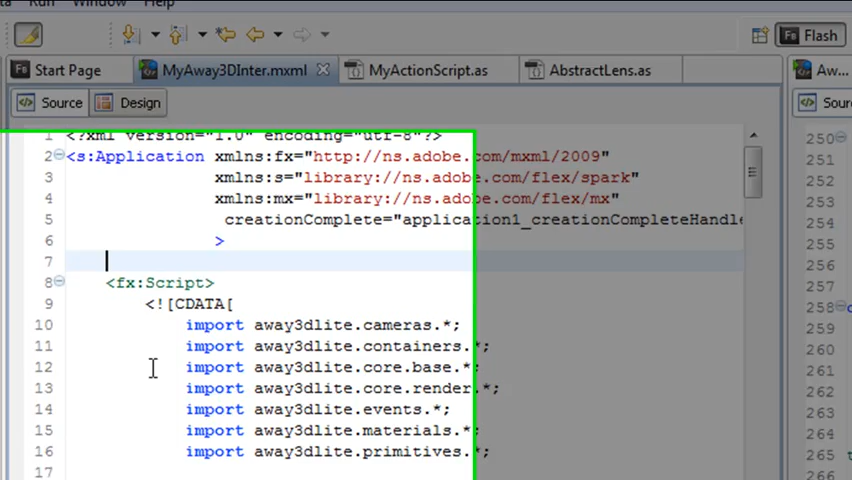 Run Window Help
Flash
Start Page MyAway3DInter.mxml MyActionScript.as AbstractLens.as Aw...
Source Design Sou
1 <?xml version="1.0" encoding="utf-8"?>
2 <s:Application xmlns:fx="http://ns.adobe.com/mxml/2009"
3 xmlns:s="library://ns.adobe.com/flex/spark"
4 xmlns:mx="library://ns.adobe.com/flex/mx"
5 creationComplete="application1_creationCompleteHandle
6 >
7
8 <fx:Script>
9 <![CDATA[
10 import away3dlite.cameras.*;
11 import away3dlite.containers.*;
12 import away3dlite.core.base.*;
13 import away3dlite.core.render.*;
14 import away3dlite.events.*;
15 import away3dlite.materials.*;
16 import away3dlite.primitives.*;
17
250
251
252
253
254
255
256
257
258
259
260
261
262
263
264
265